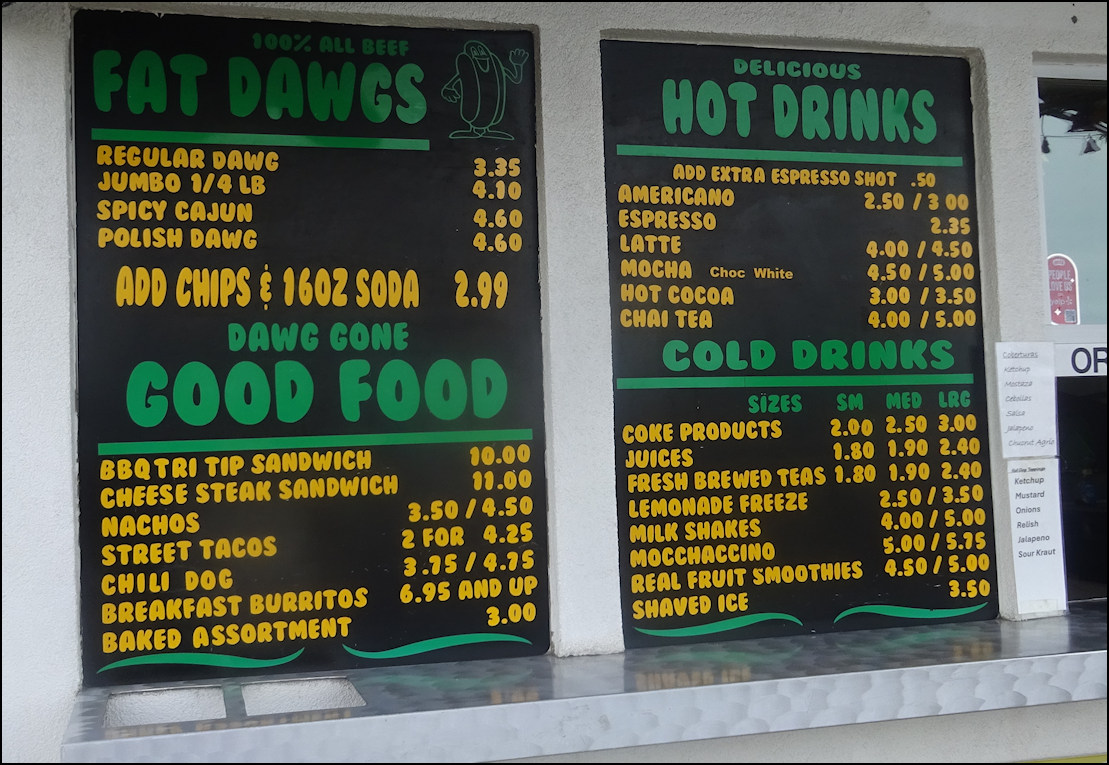 100% ALL BEEF
FAT DAWGS
REGULAR DAWG 3.35
JUMBO 1/4 LB 4.10
SPICY CAJUN 4.60
POLISH DAWG 4.60
ADD CHIPS & 16OZ SODA 2.99
DAWG GONE
GOOD FOOD
BBQ TRI TIP SANDWICH 10.00
CHEESE STEAK SANDWICH 11.00
NACHOS 3.50 / 4.50
STREET TACOS 2 FOR 4.25
CHILI DOG 3.75 / 4.75
BREAKFAST BURRITOS 6.95 AND UP
BAKED ASSORTMENT 3.00
DELICIOUS
HOT DRINKS
ADD EXTRA ESPRESSO SHOT .50
AMERICANO 2.50 / 3 00
ESPRESSO 2.35
LATTE 4.00 / 4.50
MOCHA Choc White 4.50 / 5.00
HOT COCOA 3.00 / 3.50
CHAI TEA 4.00 / 5.00
COLD DRINKS
SIZES SM MED LRG
COKE PRODUCTS 2.00 2.50 3.00
JUICES 1.80 1.90 2.40
FRESH BREWED TEAS 1.80 1.90 2.40
LEMONADE FREEZE 2.50 / 3.50
MILK SHAKES 4.00 / 5.00
MOCCHACCINO 5.00 / 5.75
REAL FRUIT SMOOTHIES 4.50 / 5.00
SHAVED ICE 3.50
PEOPLE
LOVE US
OR
Ketchup
Mostaza
Salsa
Jalapeno
Chucrut Agrio
Ketchup
Mustard
Onions
Relish
Jalapeno
Sour Kraut